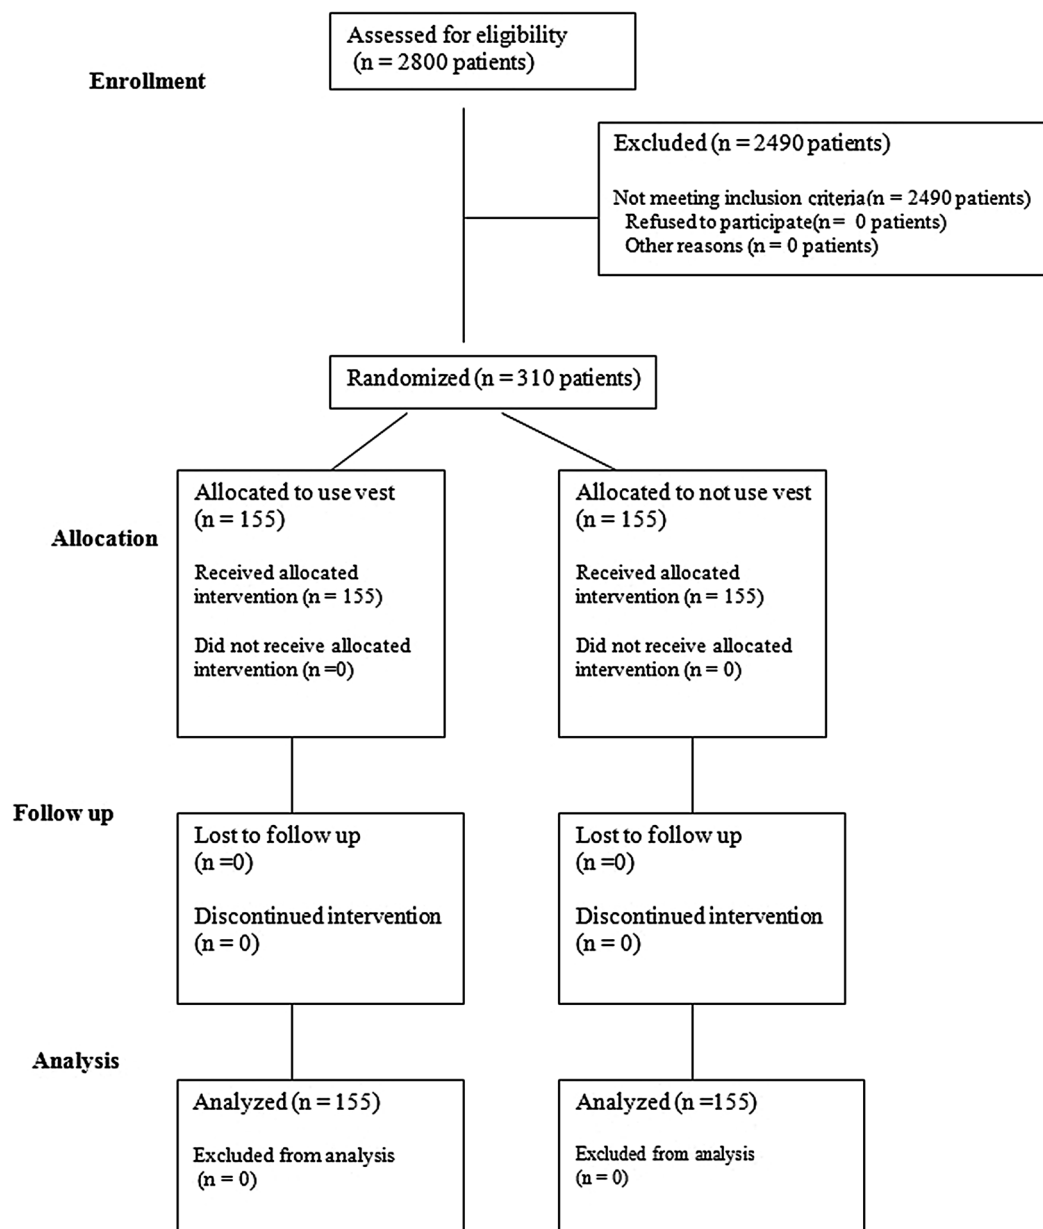 Assessed for eligibility
(n = 2800 patients)
Enrollment
Excluded (n = 2490 patients)
Not meeting inclusion criteria(n = 2490 patients)
Refused to participate(n = 0 patients)
Other reasons (n = 0 patients)
Randomized (n = 310 patients)
Allocated to use vest
(n = 155)
Received allocated
intervention (n = 155)
Did not receive allocated
intervention (n =0)
Allocated to not use vest
(n = 155)
Received allocated
intervention (n = 155)
Did not receive allocated
intervention (n = 0)
Allocation
Follow up
Lost to follow up
(n =0)
Discontinued intervention
(n = 0)
Lost to follow up
(n =0)
Discontinued intervention
(n = 0)
Analysis
Analyzed (n = 155)
Excluded from analysis
(n = 0)
Analyzed (n =155)
Excluded from analysis
(n = 0)